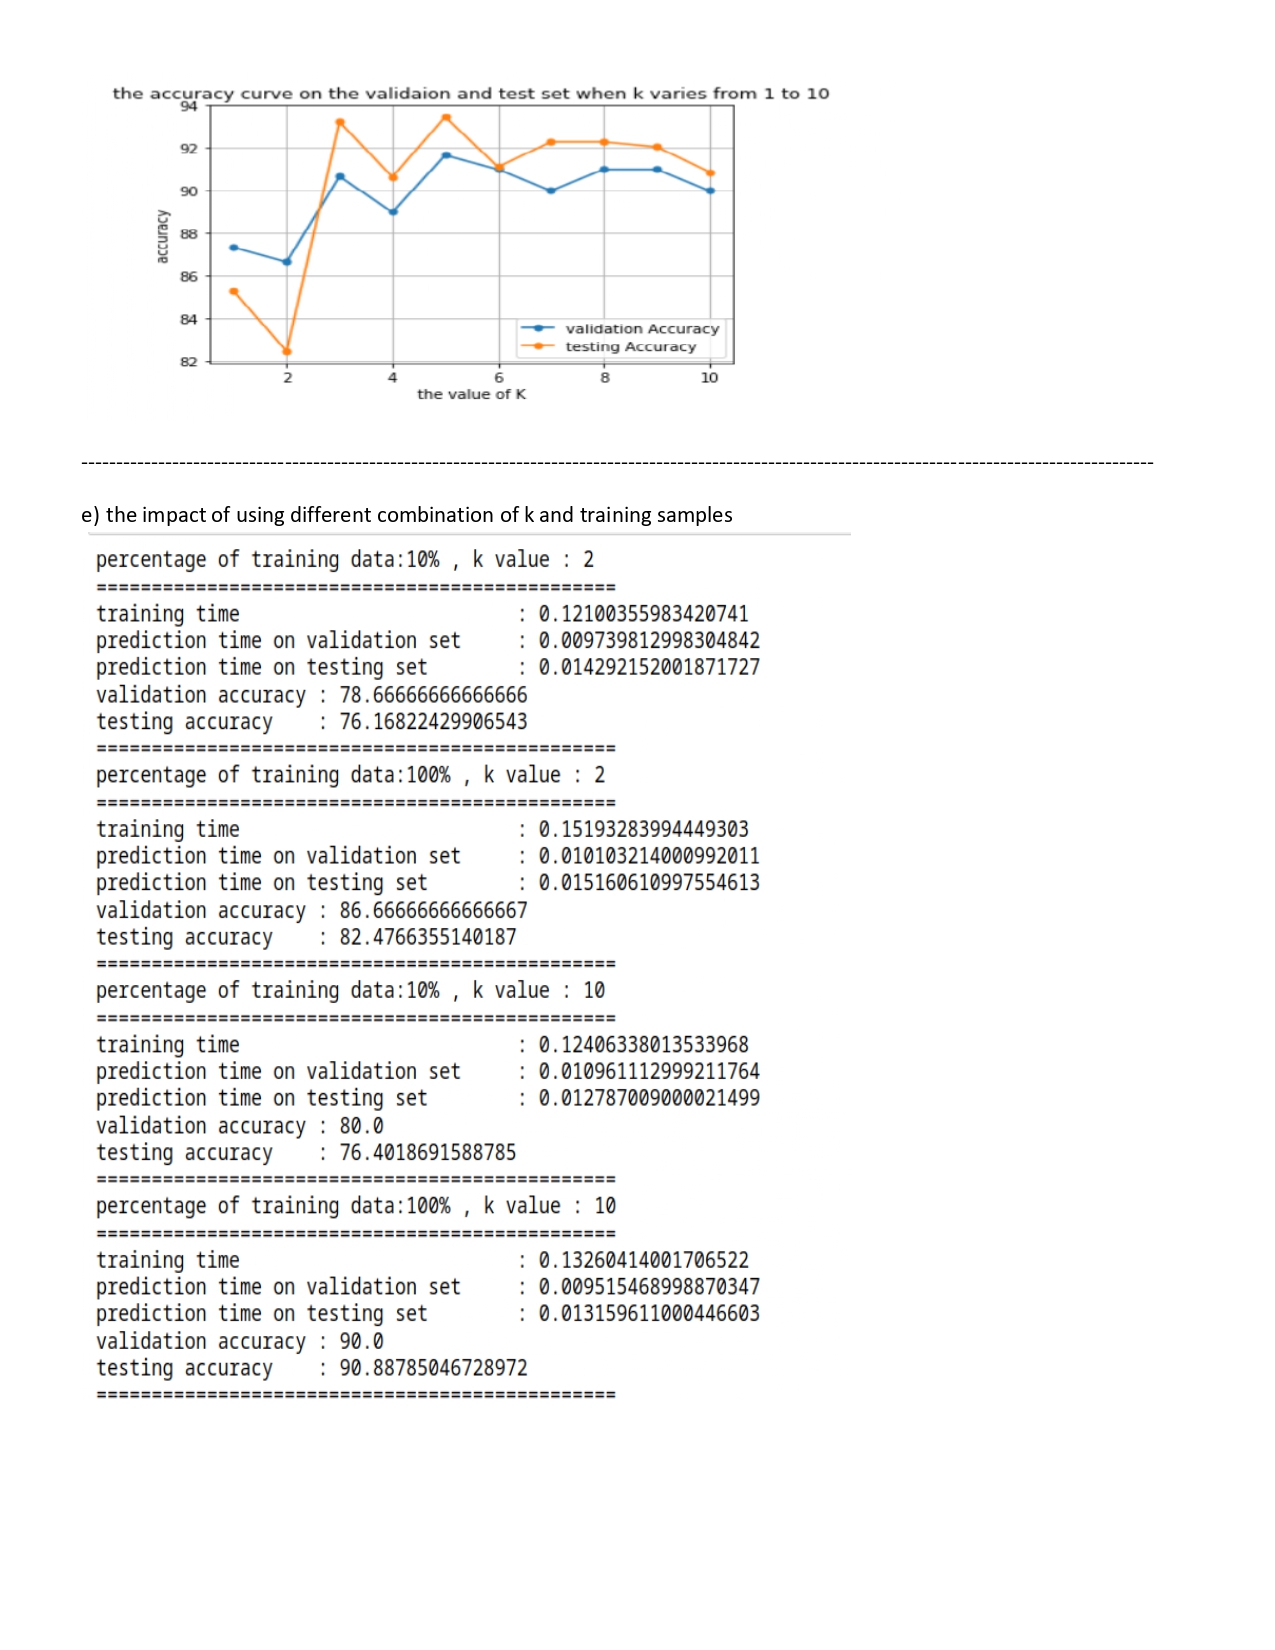 the accuracy curve on the validaion and test set when k varies from 1 to 10
94
92
90
88
86
84
82
accuracy
validation Accuracy
testing Accuracy
2 4 6 8 10
the value of K
--------------------------------------------------------------------------------------------------------------------------------------------------------
e) the impact of using different combination of k and training samples
percentage of training data:10% , k value : 2
===============================================
training time : 0.12100355983420741
prediction time on validation set : 0.009739812998304842
prediction time on testing set : 0.014292152001871727
validation accuracy : 78.66666666666666
testing accuracy : 76.16822429906543
===============================================
percentage of training data:100% , k value : 2
===============================================
training time : 0.15193283994449303
prediction time on validation set : 0.010103214000992011
prediction time on testing set : 0.015160610997554613
validation accuracy : 86.66666666666667
testing accuracy : 82.4766355140187
===============================================
percentage of training data:10% , k value : 10
===============================================
training time : 0.12406338013533968
prediction time on validation set : 0.010961112999211764
prediction time on testing set : 0.012787009000021499
validation accuracy : 80.0
testing accuracy : 76.4018691588785
===============================================
percentage of training data:100% , k value : 10
===============================================
training time : 0.13260414001706522
prediction time on validation set : 0.009515468998870347
prediction time on testing set : 0.013159611000446603
validation accuracy : 90.0
testing accuracy : 90.88785046728972
===============================================